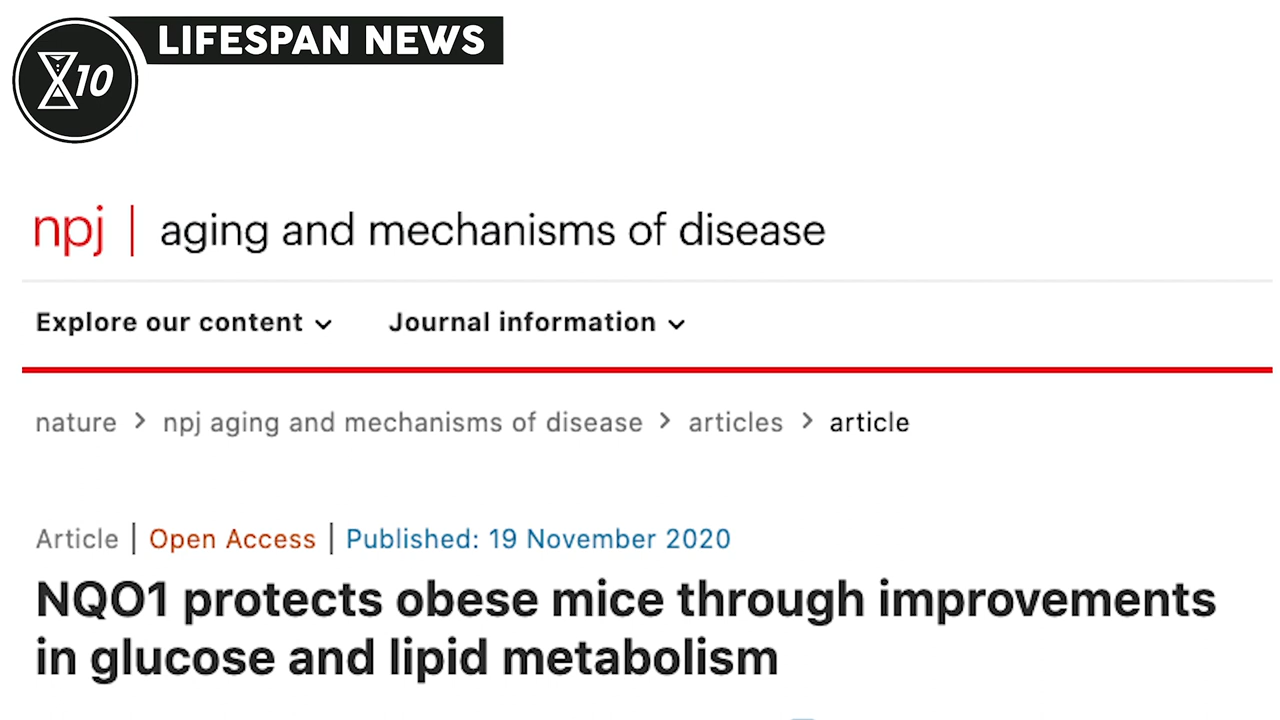 LIFESPAN NEWS
X10
npj | aging and mechanisms of disease
Explore our content
Journal information
nature > npj aging and mechanisms of disease > articles > article
Article | Open Access | Published: 19 November 2020
NQO1 protects obese mice through improvements
in glucose and lipid metabolism